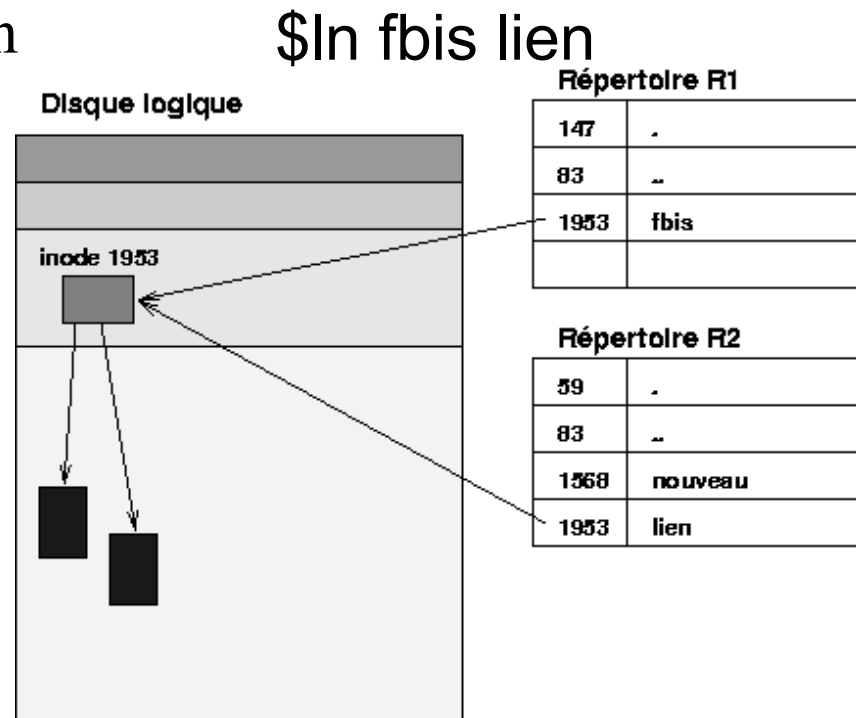 n
$ln fbis lien
Disque logique
inode 1953
Répertoire R1
147 .
83 ..
1953 fbis
Répertoire R2
59 .
83 ..
1568 nouveau
1953 lien